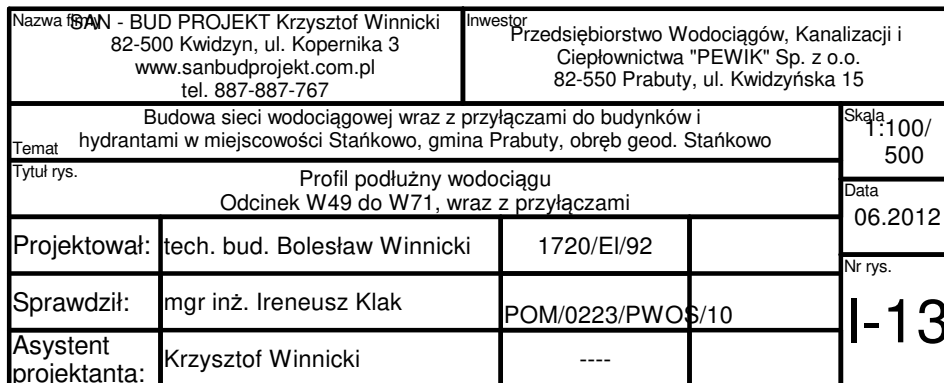 Nazwa firmy
SAN - BUD PROJEKT Krzysztof Winnicki
82-500 Kwidzyn, ul. Kopernika 3
www.sanbudprojekt.com.pl
tel. 887-887-767
Inwestor
Przedsiębiorstwo Wodociągów, Kanalizacji i
Ciepłownictwa "PEWIK" Sp. z o.o.
82-550 Prabuty, ul. Kwidzyńska 15
Temat
Budowa sieci wodociągowej wraz z przyłączami do budynków i
hydrantami w miejscowości Stańkowo, gmina Prabuty, obręb geod. Stańkowo
Skala
1:100/
500
Tytuł rys.
Profil podłużny wodociągu
Odcinek W49 do W71, wraz z przyłączami
Data
06.2012
Projektował: tech. bud. Bolesław Winnicki 1720/El/92
Nr rys.
I-13
Sprawdził: mgr inż. Ireneusz Klak POM/0223/PWOS/10
Asystent
projektanta: Krzysztof Winnicki ----